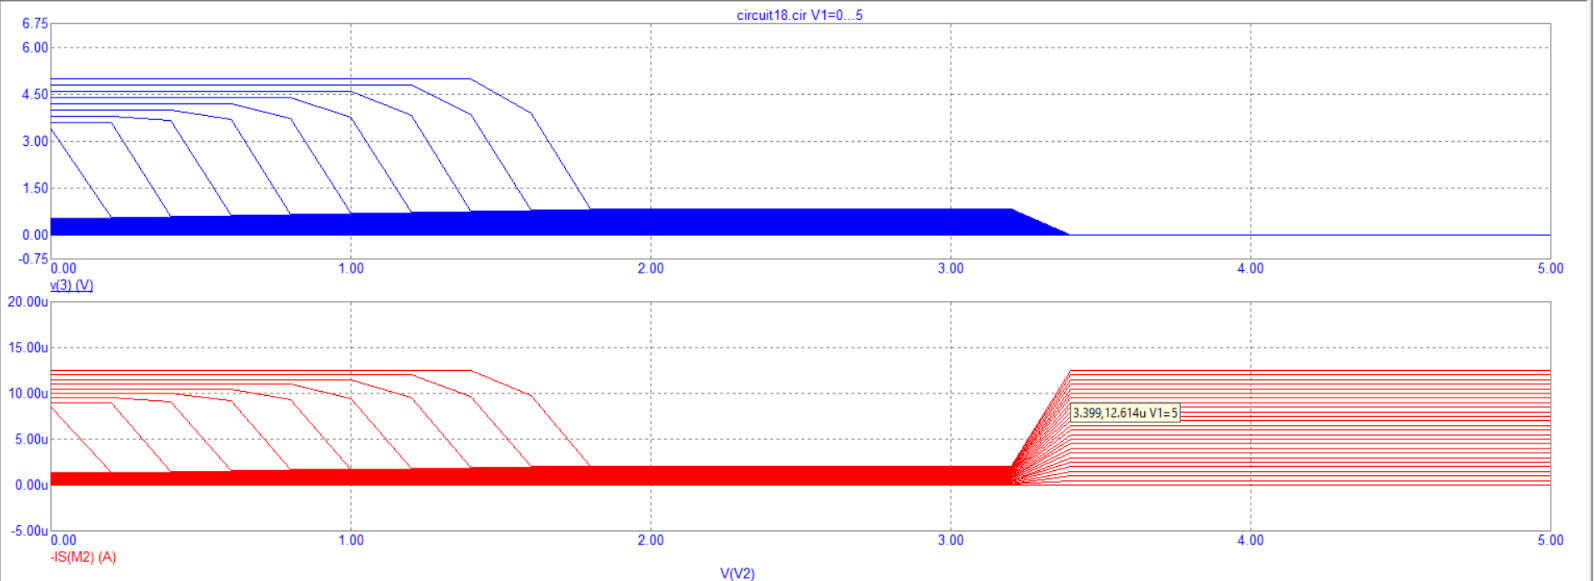 circuit18.cir V1=0...5
6.75
6.00
4.50
3.00
1.50
0.00
-0.75
0.00 1.00 2.00 3.00 4.00 5.00
v(3) (V)
20.00u
15.00u
10.00u
5.00u
0.00u
-5.00u
3.399,12.614u V1=5
0.00 1.00 2.00 3.00 4.00 5.00
-IS(M2) (A)
V(V2)